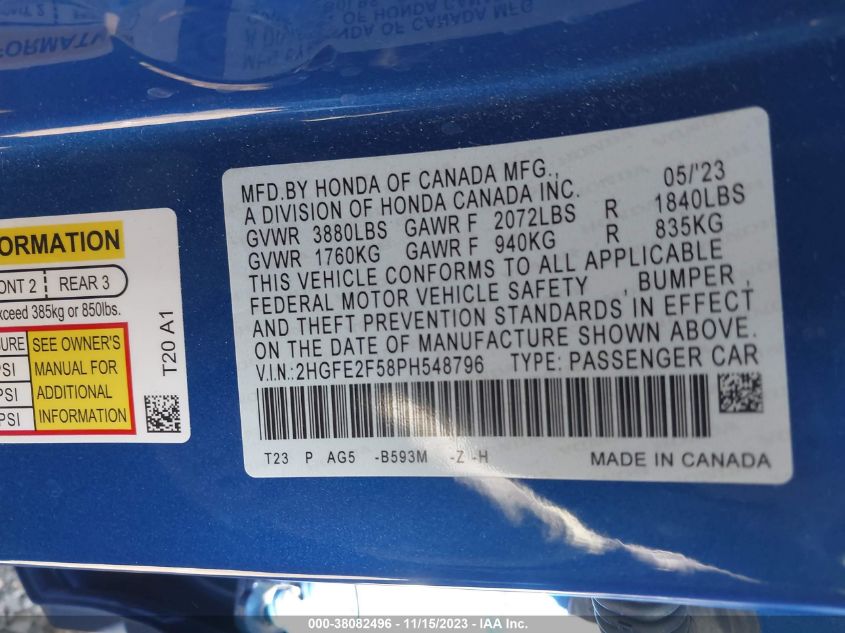 MFD.BY HONDA OF CANADA MFG., 05/'23
A DIVISION OF HONDA CANADA INC.
GVWR 3880LBS GAWR F 2072LBS R 1840LBS
GVWR 1760KG GAWR F 940KG R 835KG
THIS VEHICLE CONFORMS TO ALL APPLICABLE
FEDERAL MOTOR VEHICLE SAFETY , BUMPER ,
AND THEFT PREVENTION STANDARDS IN EFFECT
ON THE DATE OF MANUFACTURE SHOWN ABOVE.
V.I.N.:2HGFE2F58PH548796 TYPE: PASSENGER CAR
T23 P AG5 -B593M -Z -H MADE IN CANADA
ORMATION
ONT 2 REAR 3
xceed 385kg or 850lbs.
URE SEE OWNER'S
PSI MANUAL FOR
ADDITIONAL
PSI INFORMATION
T20 A1
000-38082496 - 11/15/2023 - IAA Inc.